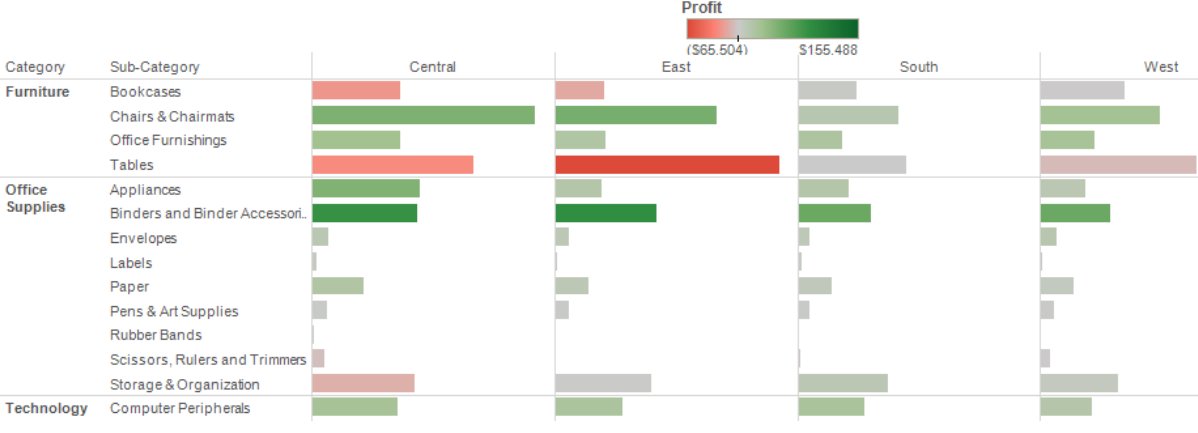 Profit
($65.504) $155.488
Category Sub-Category Central East South West
Furniture Bookcases
Chairs & Chairmats
Office Furnishings
Tables
Office Supplies Appliances
Binders and Binder Accessori..
Envelopes
Labels
Paper
Pens & Art Supplies
Rubber Bands
Scissors, Rulers and Trimmers
Storage & Organization
Technology Computer Peripherals